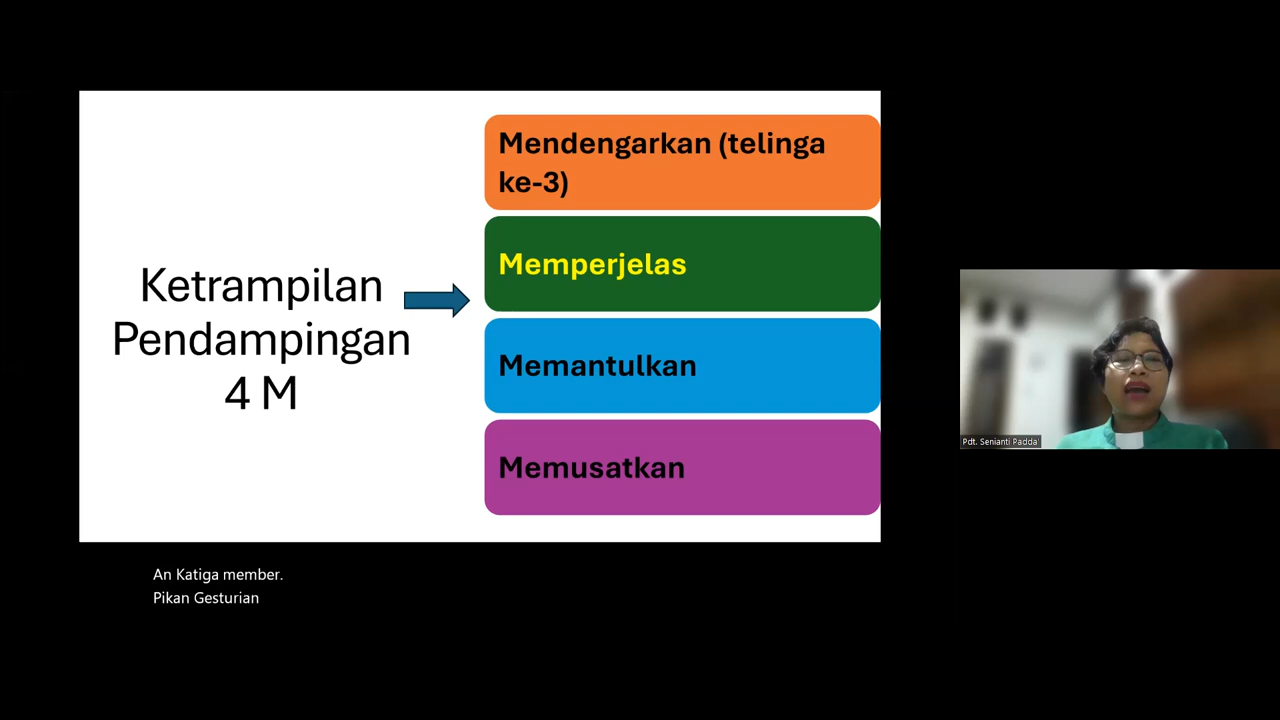 Ketrampilan
Pendampingan
4 M
Mendengarkan (telinga
ke-3)
Memperjelas
Memantulkan
Memusatkan
Pdt. Senianti Padda'
An Katiga member.
Pikan Gesturian